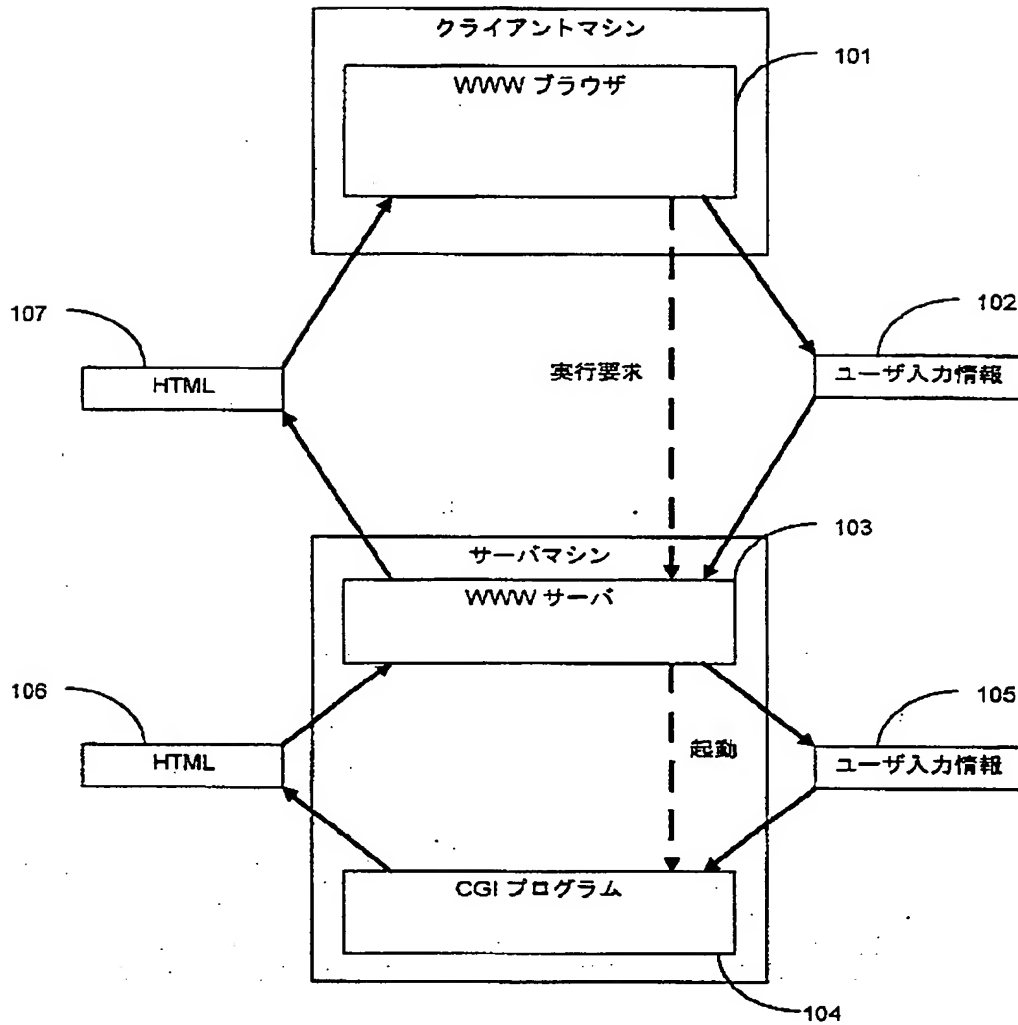 クライアントマシン
101
WWW ブラウザ
107
102
HTML
実行要求
ユーザ入力情報
103
サーバマシン
WWW サーバ
106
105
HTML
起動
ユーザ入力情報
CGI プログラム
104